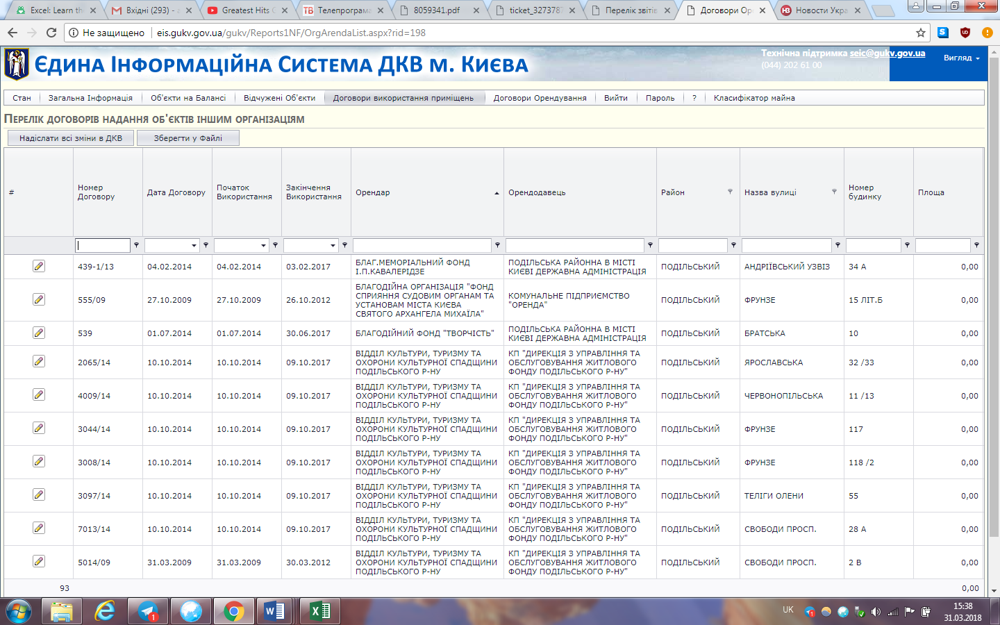 Excel: Learn th
Вхідні (293) - a
Greatest Hits G
Телепрограма
8059341.pdf
ticket_3273787
Перелік звітів
Договори Ор
Новости Укра
Не защищено
eis.gukv.gov.ua/gukv/Reports1NF/OrgArendaList.aspx?rid=198
Єдина Інформаційна Система ДКВ м. Києва
Технічна підтримка seic@gukv.gov.ua
(044) 202 61 00
Вигляд
Стан
Загальна Інформація
Об'єкти на Балансі
Відчужені Об'єкти
Договори використання приміщень
Договори Орендування
Вийти
Пароль
?
Класифікатор майна
Перелік договорів надання об'єктів іншим організаціям
Надіслати всі зміни в ДКВ
Зберегти у Файлі
#
Номер
Договору
Дата Договору
Початок
Використання
Закінчення
Використання
Орендар
Орендодавець
Район
Назва вулиці
Номер
будинку
Площа
439-1/13
04.02.2014
04.02.2014
03.02.2017
БЛАГ.МЕМОРІАЛЬНИЙ ФОНД
І.П.КАВАЛЕРІДЗЕ
ПОДІЛЬСЬКА РАЙОННА В МІСТІ
КИЄВІ ДЕРЖАВНА АДМІНІСТРАЦІЯ
ПОДІЛЬСЬКИЙ
АНДРІЇВСЬКИЙ УЗВІЗ
34 А
0,00
555/09
27.10.2009
27.10.2009
26.10.2012
БЛАГОДІЙНА ОРГАНІЗАЦІЯ "ФОНД
СПРИЯННЯ СУДОВИМ ОРГАНАМ ТА
УСТАНОВАМ МІСТА КИЄВА
СВЯТОГО АРХАНГЕЛА МИХАЇЛА"
КОМУНАЛЬНЕ ПІДПРИЄМСТВО
"ОРЕНДА"
ПОДІЛЬСЬКИЙ
ФРУНЗЕ
15 ЛІТ.Б
0,00
539
01.07.2014
01.07.2014
30.06.2017
БЛАГОДІЙНИЙ ФОНД "ТВОРЧІСТЬ"
ПОДІЛЬСЬКА РАЙОННА В МІСТІ
КИЄВІ ДЕРЖАВНА АДМІНІСТРАЦІЯ
ПОДІЛЬСЬКИЙ
БРАТСЬКА
10
0,00
2065/14
10.10.2014
10.10.2014
09.10.2017
ВІДДІЛ КУЛЬТУРИ, ТУРИЗМУ ТА
ОХОРОНИ КУЛЬТУРНОЇ СПАДЩИНИ
ПОДІЛЬСЬКОГО Р-НУ
КП "ДИРЕКЦІЯ З УПРАВЛІННЯ ТА
ОБСЛУГОВУВАННЯ ЖИТЛОВОГО
ФОНДУ ПОДІЛЬСЬКОГО Р-НУ"
ПОДІЛЬСЬКИЙ
ЯРОСЛАВСЬКА
32 /33
0,00
4009/14
10.10.2014
10.10.2014
09.10.2017
ВІДДІЛ КУЛЬТУРИ, ТУРИЗМУ ТА
ОХОРОНИ КУЛЬТУРНОЇ СПАДЩИНИ
ПОДІЛЬСЬКОГО Р-НУ
КП "ДИРЕКЦІЯ З УПРАВЛІННЯ ТА
ОБСЛУГОВУВАННЯ ЖИТЛОВОГО
ФОНДУ ПОДІЛЬСЬКОГО Р-НУ"
ПОДІЛЬСЬКИЙ
ЧЕРВОНОПІЛЬСЬКА
11 /13
0,00
3044/14
10.10.2014
10.10.2014
09.10.2017
ВІДДІЛ КУЛЬТУРИ, ТУРИЗМУ ТА
ОХОРОНИ КУЛЬТУРНОЇ СПАДЩИНИ
ПОДІЛЬСЬКОГО Р-НУ
КП "ДИРЕКЦІЯ З УПРАВЛІННЯ ТА
ОБСЛУГОВУВАННЯ ЖИТЛОВОГО
ФОНДУ ПОДІЛЬСЬКОГО Р-НУ"
ПОДІЛЬСЬКИЙ
ФРУНЗЕ
117
0,00
3008/14
10.10.2014
10.10.2014
09.10.2017
ВІДДІЛ КУЛЬТУРИ, ТУРИЗМУ ТА
ОХОРОНИ КУЛЬТУРНОЇ СПАДЩИНИ
ПОДІЛЬСЬКОГО Р-НУ
КП "ДИРЕКЦІЯ З УПРАВЛІННЯ ТА
ОБСЛУГОВУВАННЯ ЖИТЛОВОГО
ФОНДУ ПОДІЛЬСЬКОГО Р-НУ"
ПОДІЛЬСЬКИЙ
ФРУНЗЕ
118 /2
0,00
3097/14
10.10.2014
10.10.2014
09.10.2017
ВІДДІЛ КУЛЬТУРИ, ТУРИЗМУ ТА
ОХОРОНИ КУЛЬТУРНОЇ СПАДЩИНИ
ПОДІЛЬСЬКОГО Р-НУ
КП "ДИРЕКЦІЯ З УПРАВЛІННЯ ТА
ОБСЛУГОВУВАННЯ ЖИТЛОВОГО
ФОНДУ ПОДІЛЬСЬКОГО Р-НУ"
ПОДІЛЬСЬКИЙ
ТЕЛІГИ ОЛЕНИ
55
0,00
7013/14
10.10.2014
10.10.2014
09.10.2017
ВІДДІЛ КУЛЬТУРИ, ТУРИЗМУ ТА
ОХОРОНИ КУЛЬТУРНОЇ СПАДЩИНИ
ПОДІЛЬСЬКОГО Р-НУ
КП "ДИРЕКЦІЯ З УПРАВЛІННЯ ТА
ОБСЛУГОВУВАННЯ ЖИТЛОВОГО
ФОНДУ ПОДІЛЬСЬКОГО Р-НУ"
ПОДІЛЬСЬКИЙ
СВОБОДИ ПРОСП.
28 А
0,00
5014/09
31.03.2009
31.03.2009
30.03.2012
ВІДДІЛ КУЛЬТУРИ, ТУРИЗМУ ТА
ОХОРОНИ КУЛЬТУРНОЇ СПАДЩИНИ
ПОДІЛЬСЬКОГО Р-НУ
КП "ДИРЕКЦІЯ З УПРАВЛІННЯ ТА
ОБСЛУГОВУВАННЯ ЖИТЛОВОГО
ФОНДУ ПОДІЛЬСЬКОГО Р-НУ"
ПОДІЛЬСЬКИЙ
СВОБОДИ ПРОСП.
2 В
0,00
93
0,00
UK
15:38
31.03.2018